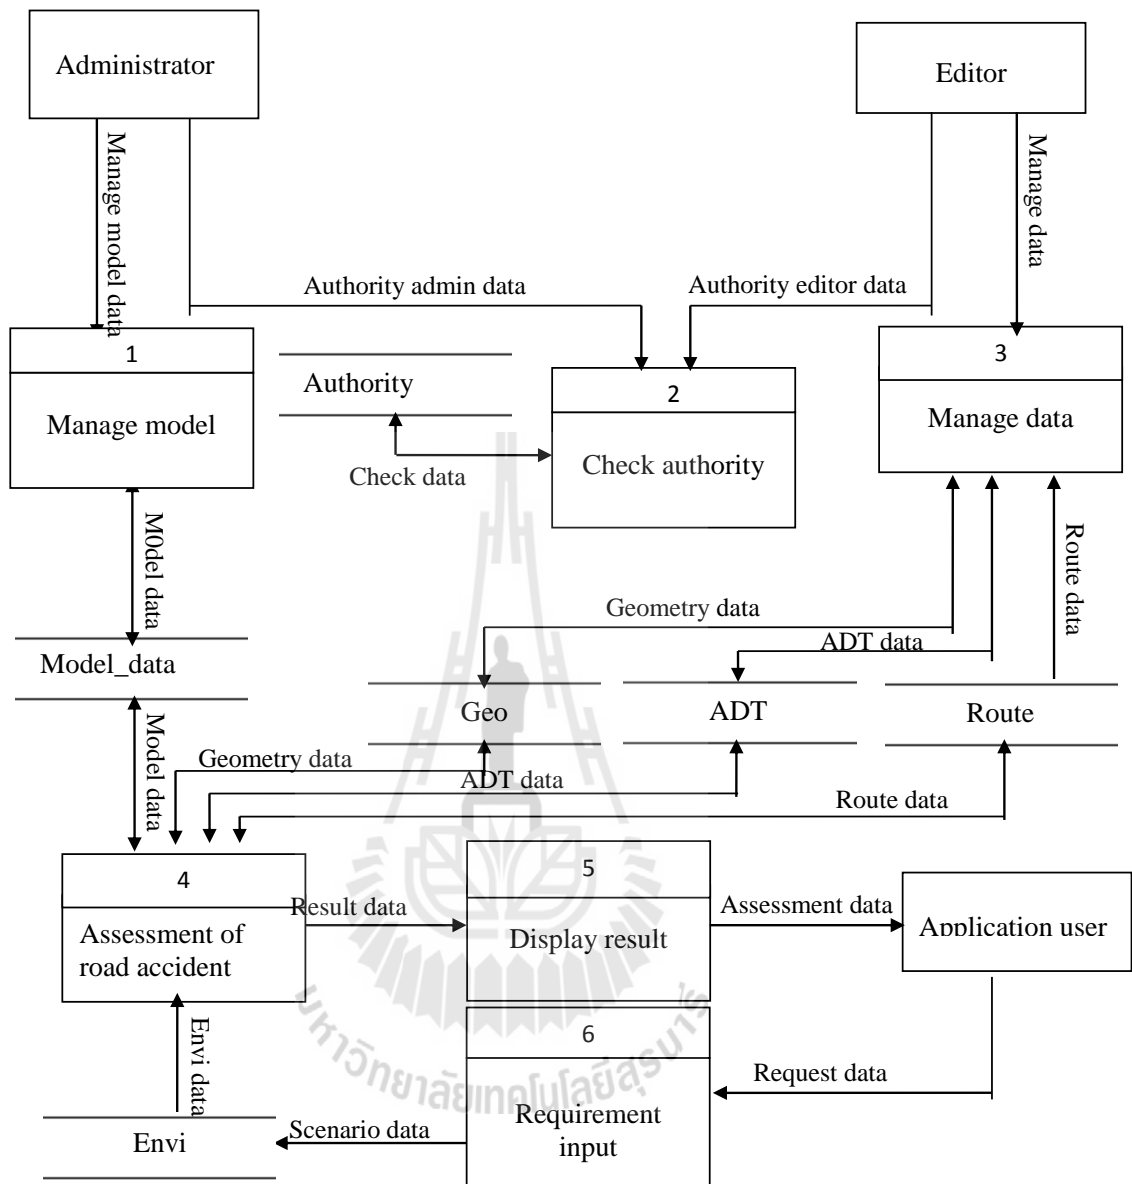 Administrator
Editor
Manage model data
Manage data
Authority admin data
Authority editor data
1
Manage model
Authority
2
Check authority
3
Manage data
Check data
M0del data
Geometry data
ADT data
Route data
Model_data
Geo
ADT
Route
Model data
Geometry data
ADT data
Route data
4
Assessment of
road accident
Result data
5
Display result
Assessment data
Application user
Envi data
6
Requirement
input
Request data
Scenario data
Envi